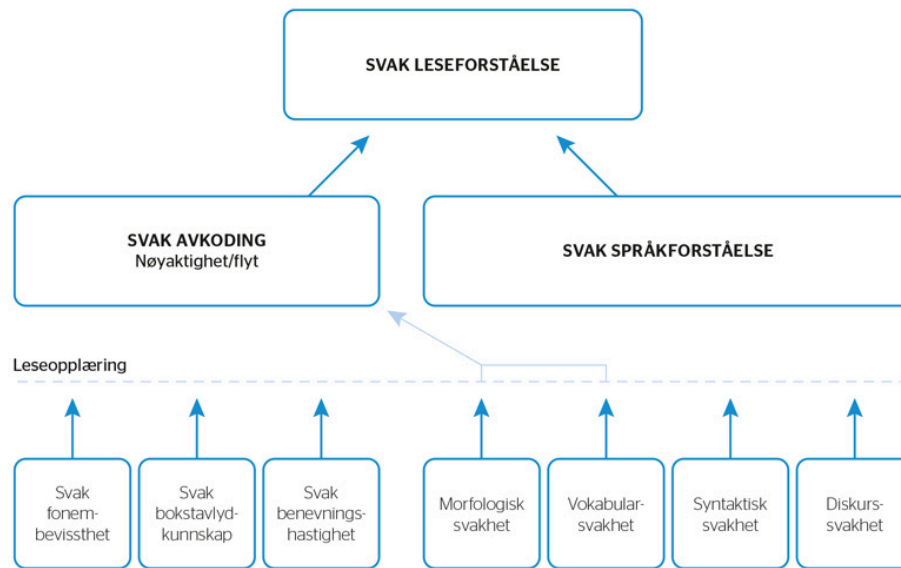 SVAK LESEFORSTÅELSE
SVAK AVKODING
Nøyaktighet/flyt
SVAK SPRÅKFORSTÅELSE
Leseopplæring
Svak
fonem-
bevissthet
Svak
bokstavlyd-
kunnskap
Svak
benevnings-
hastighet
Morfologisk
svakhet
Vokabular-
svakhet
Syntaktisk
svakhet
Diskurs-
svakhet